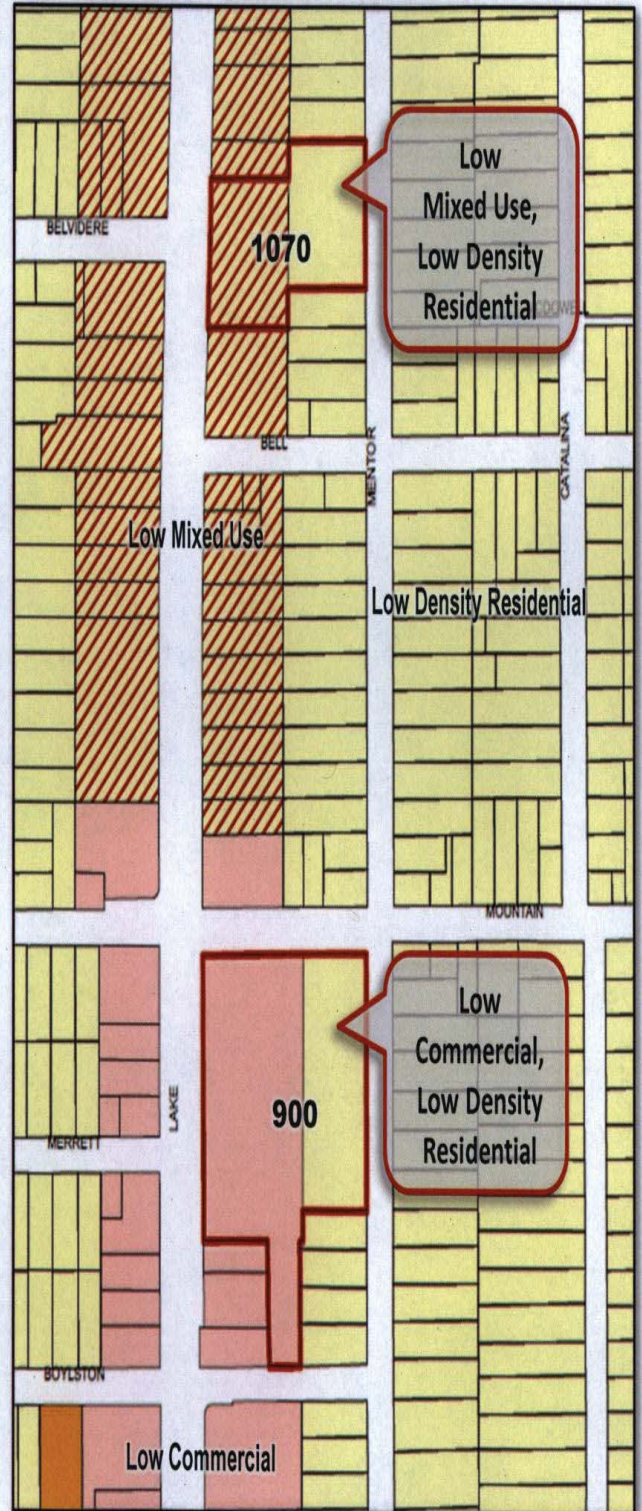 Low
Mixed Use,
Low Density
Residential
BELVIDERE
1070
BELL
MENTOR
CATALINA
Low Mixed Use
Low Density Residential
MOUNTAIN
Low
Commercial,
Low Density
Residential
LAKE
900
MERRETT
BOYLSTON
Low Commercial